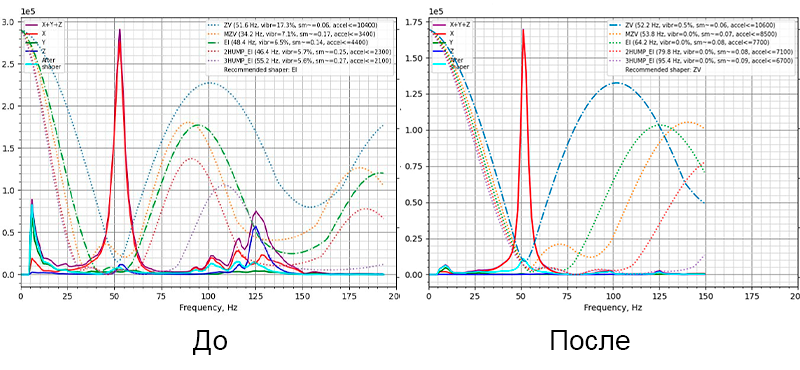 1e5
X+Y+Z
X
Y
Z
After
shaper
ZV (51.6 Hz, vibr=17.3%, sm~=0.06, accel<=10400)
MZV (34.2 Hz, vibr=7.1%, sm~=0.17, accel<=3400)
EI (48.4 Hz, vibr=6.5%, sm~=0.14, accel<=4400)
2HUMP_EI (46.4 Hz, vibr=5.7%, sm~=0.25, accel<=2300)
3HUMP_EI (55.2 Hz, vibr=5.6%, sm~=0.27, accel<=2100)
Recommended shaper: EI
3.0
2.5
2.0
1.5
1.0
0.5
0.0
0 25 50 75 100 125 150 175 20
Frequency, Hz
До
1e5
X+Y+Z
X
Y
Z
After
shaper
ZV (52.2 Hz, vibr=0.5%, sm~=0.06, accel<=10600)
MZV (53.8 Hz, vibr=0.0%, sm~=0.07, accel<=8500)
EI (64.2 Hz, vibr=0.0%, sm~=0.08, accel<=7700)
2HUMP_EI (79.8 Hz, vibr=0.0%, sm~=0.08, accel<=7100)
3HUMP_EI (95.4 Hz, vibr=0.0%, sm~=0.09, accel<=6700)
Recommended shaper: ZV
1.75
1.50
1.25
1.00
0.75
0.50
0.25
0.00
0 25 50 75 100 125 150 175 200
Frequency, Hz
После